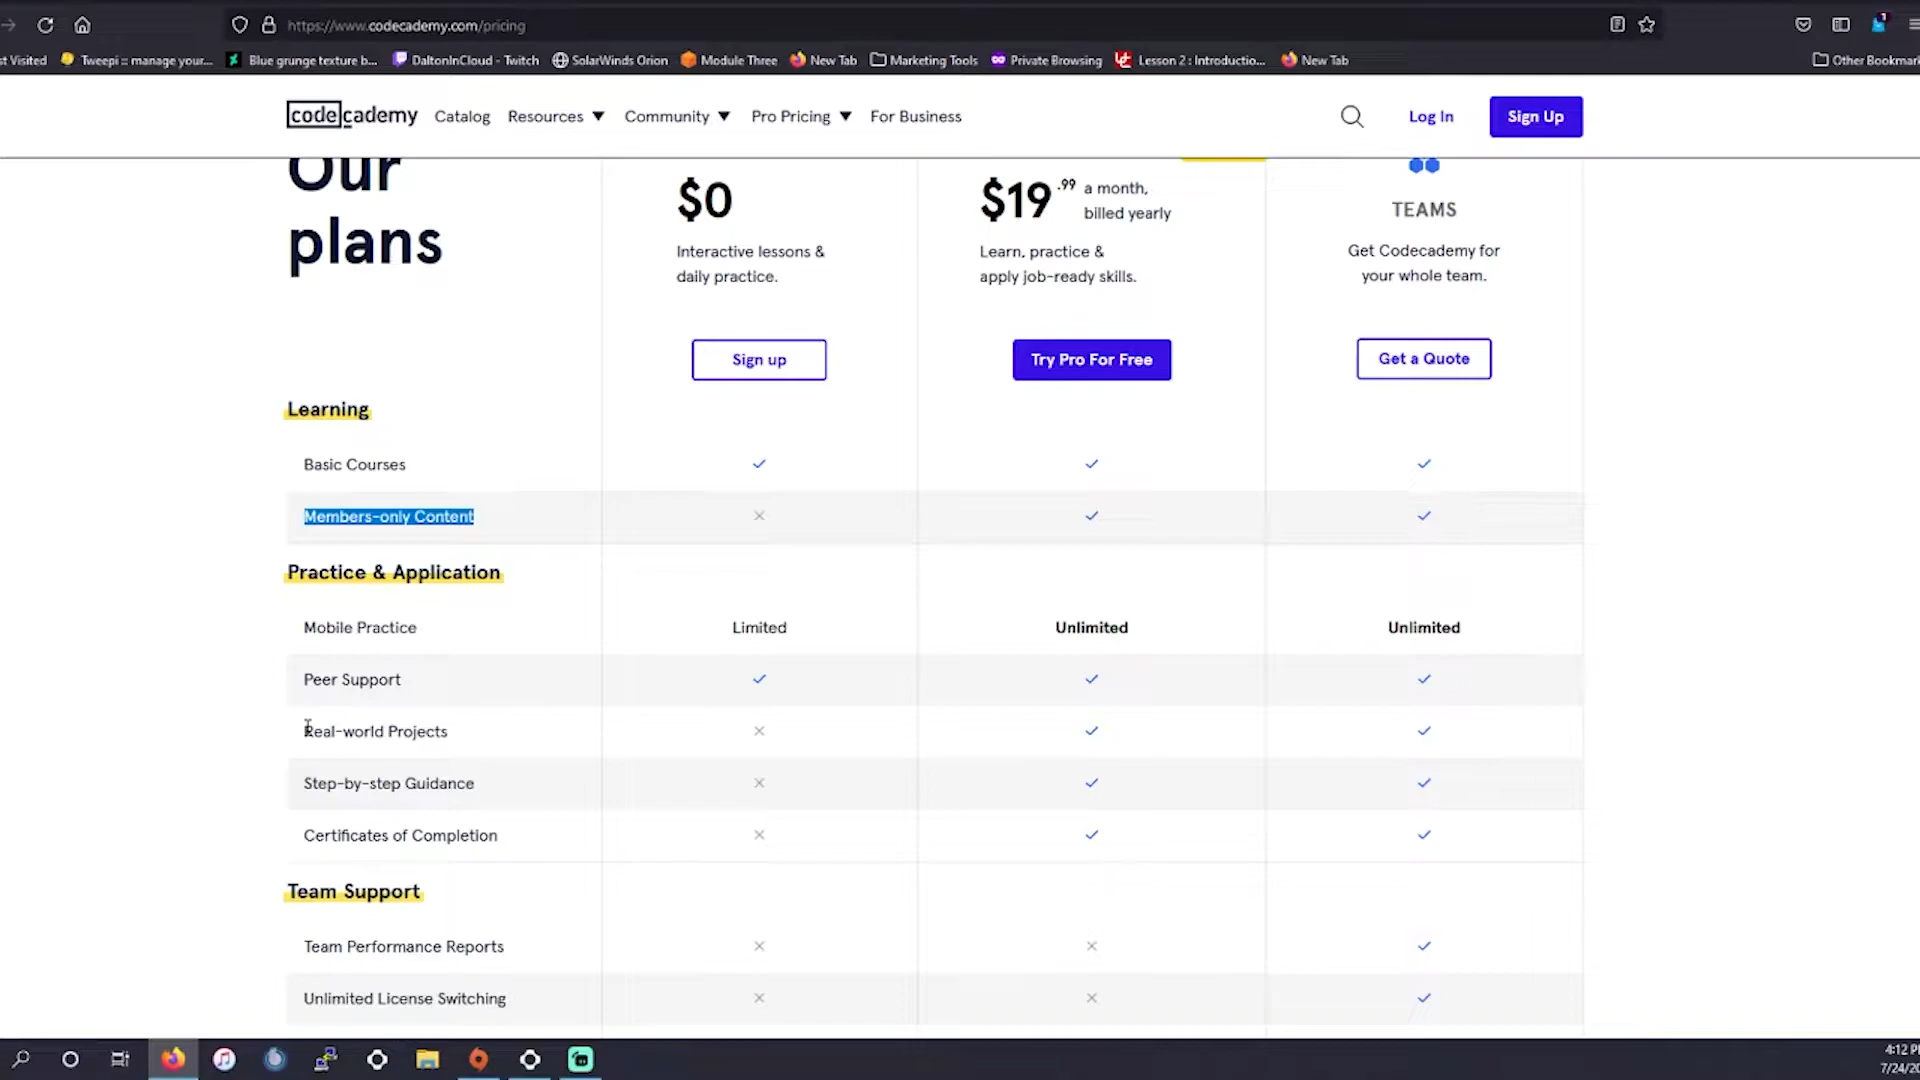 https://www.codecademy.com/pricing
1
st Visited
Tweepi :: manage your...
Blue grunge texture b...
DaltonInCloud - Twitch
SolarWinds Orion
Module Three
New Tab
Marketing Tools
Private Browsing
UC
Lesson 2 : Introductio...
New Tab
Other Bookmar
codecademy
Catalog
Resources
Community
Pro Pricing
For Business
Log In
Sign Up
Our
plans
$0
Interactive lessons &
daily practice.
Sign up
$19.99 a month,
billed yearly
Learn, practice &
apply job-ready skills.
Try Pro For Free
TEAMS
Get Codecademy for
your whole team.
Get a Quote
Learning
Basic Courses
Members-only Content
Practice & Application
Mobile Practice Limited Unlimited Unlimited
Peer Support
Real-world Projects
Step-by-step Guidance
Certificates of Completion
Team Support
Team Performance Reports
Unlimited License Switching
4:12 P
7/24/20